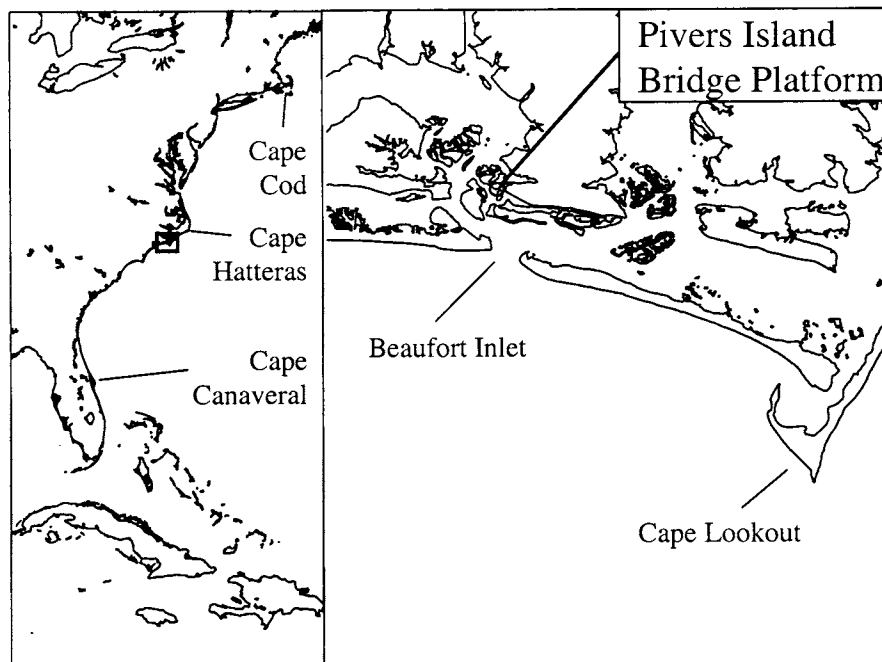 Cape
Cod
Cape
Hatteras
Cape
Canaveral
Pivers Island
Bridge Platform
Beaufort Inlet
Cape Lookout